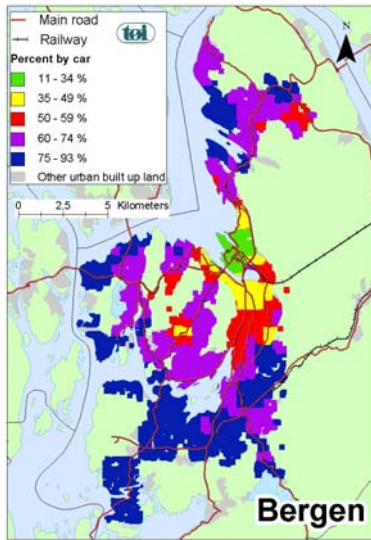 Main road
Railway
tøi
Percent by car
11 - 34 %
35 - 49 %
50 - 59 %
60 - 74 %
75 - 93 %
Other urban built up land
0 2,5 5 Kilometers
N
Bergen